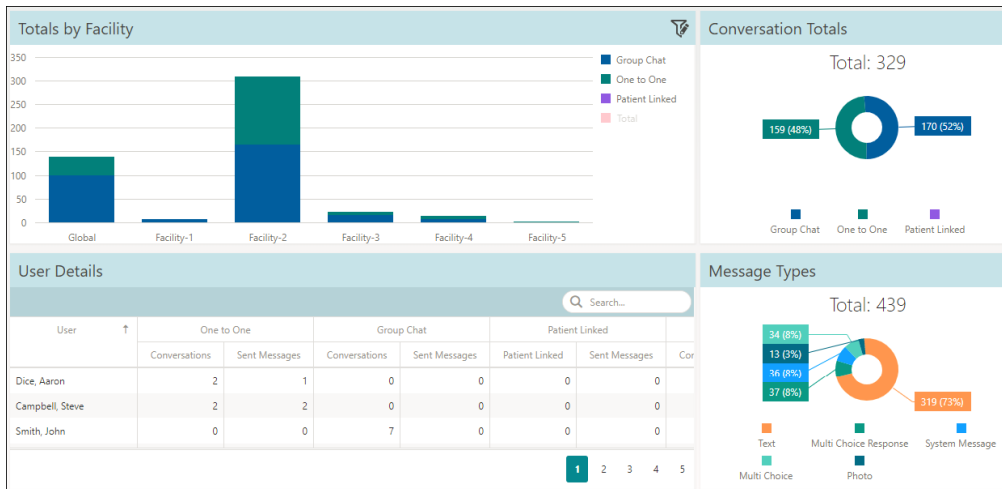 Totals by Facility
350
300
250
200
150
100
50
0
Global Facility-1 Facility-2 Facility-3 Facility-4 Facility-5
Group Chat
One to One
Patient Linked
Total
Conversation Totals
Total: 329
159 (48%)
170 (52%)
Group Chat One to One Patient Linked
User Details
Search...
User ↑ One to One Group Chat Patient Linked
Conversations Sent Messages Conversations Sent Messages Patient Linked Sent Messages Cor
Dice, Aaron 2 1 0 0 0 0
Campbell, Steve 2 2 0 0 0 0
Smith, John 0 0 7 0 0 0
1 2 3 4 5
Message Types
Total: 439
34 (8%)
13 (3%)
36 (8%)
37 (8%)
319 (73%)
Text Multi Choice Response System Message
Multi Choice Photo